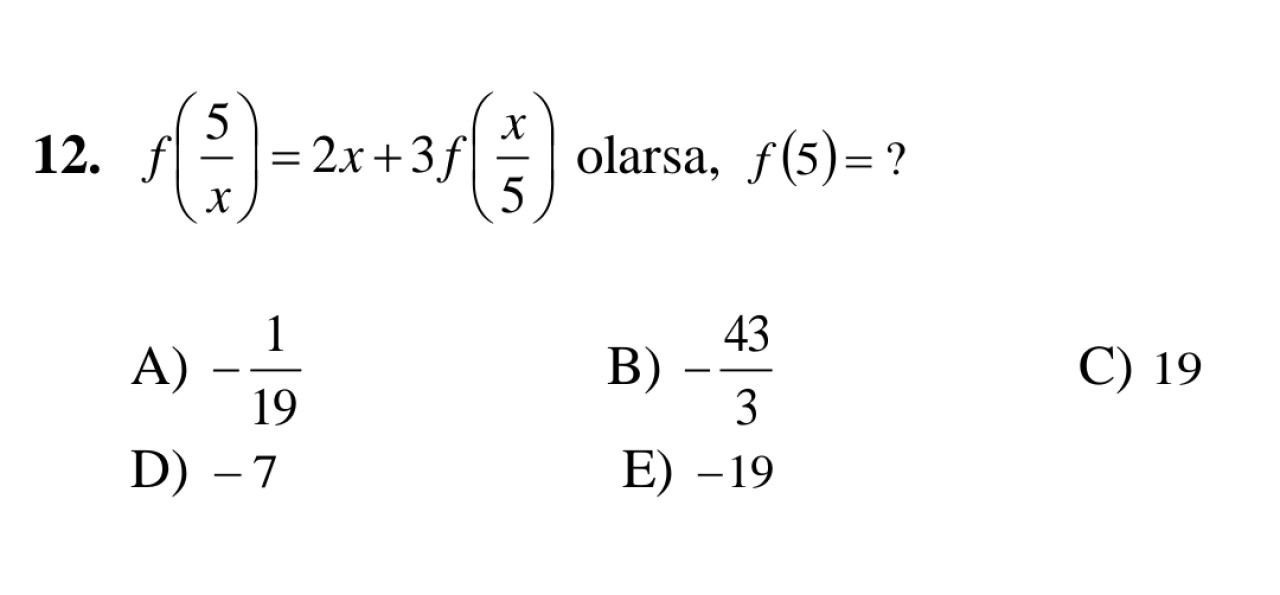 12. f(5/x) = 2x + 3f(x/5) olarsa, f(5) = ?
A) −1/19 B) −43/3 C) 19
D) −7 E) −19